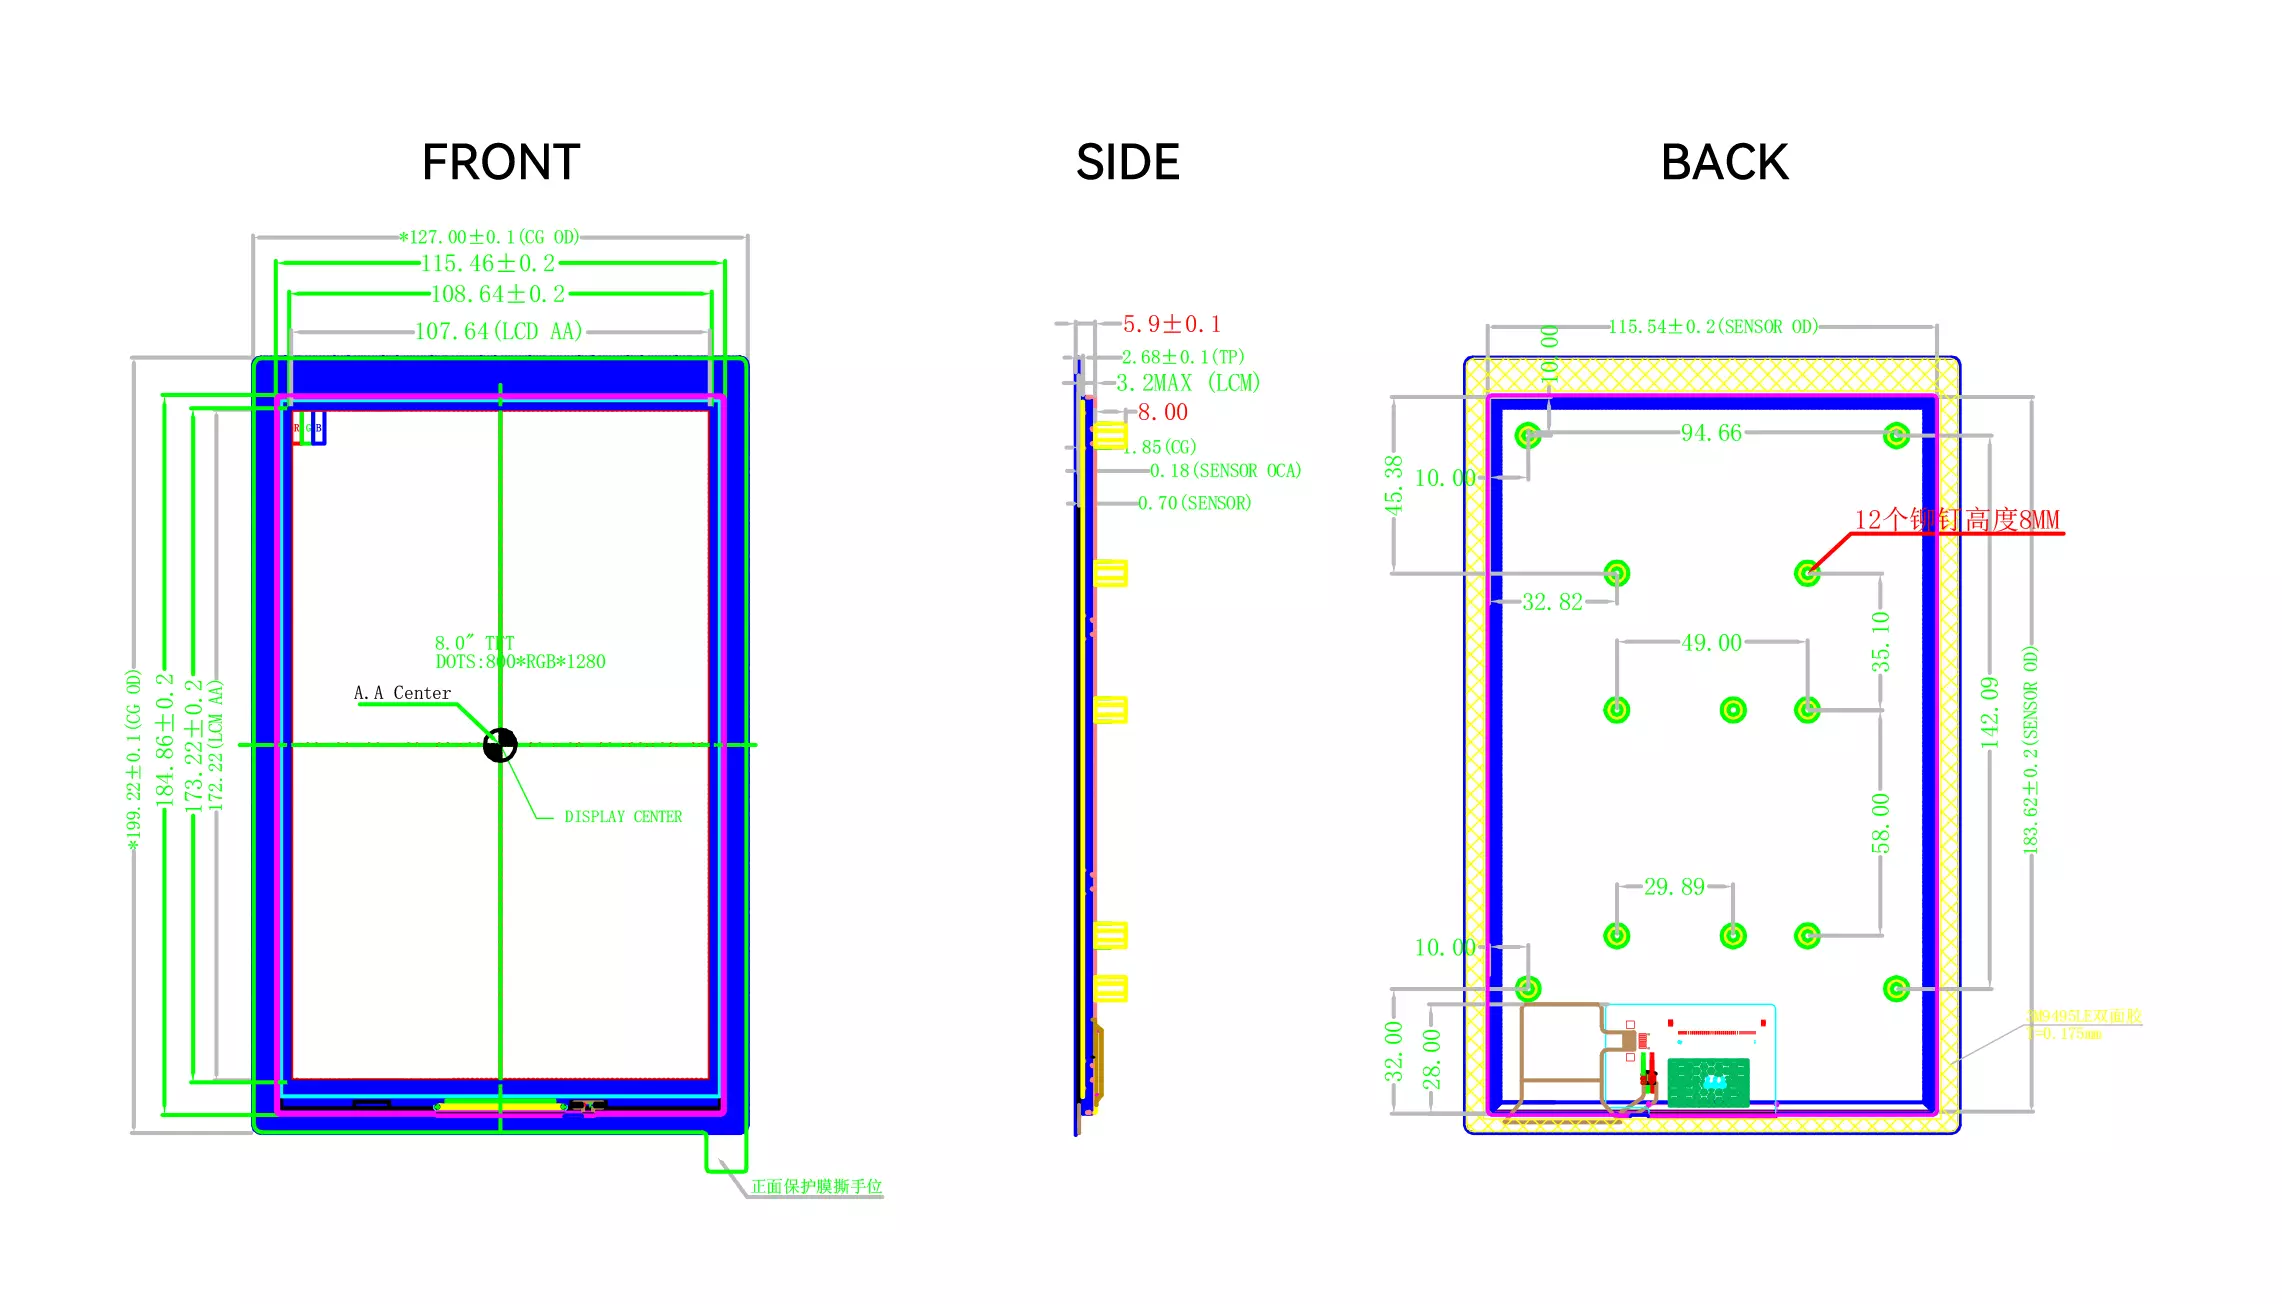 FRONT
SIDE
BACK
*127.00±0.1(CG OD)
115.46±0.2
108.64±0.2
107.64(LCD AA)
R G B
8.0" TFT
DOTS:800*RGB*1280
A.A Center
DISPLAY CENTER
*199.22±0.1(CG OD)
184.86±0.2
173.22±0.2
172.22(LCM AA)
正面保护膜撕手位
5.9±0.1
2.68±0.1(TP)
3.2MAX (LCM)
8.00
1.85(CG)
0.18(SENSOR OCA)
0.70(SENSOR)
115.54±0.2(SENSOR OD)
10.00
94.66
45.38
10.00
12个铆钉高度8MM
32.82
49.00
35.10
142.09
183.62±0.2(SENSOR OD)
58.00
29.89
10.00
32.00
28.00
3M9495LE双面胶
T=0.175mm